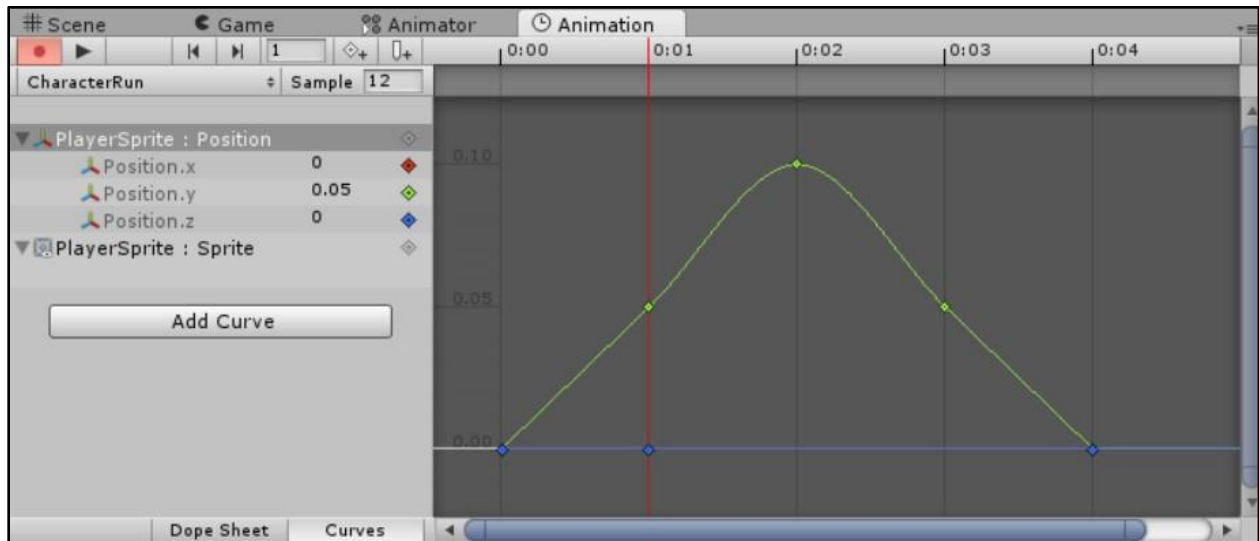 Scene Game Animator Animation
1 0:00 0:01 0:02 0:03 0:04
CharacterRun Sample 12
PlayerSprite : Position
Position.x 0
Position.y 0.05
Position.z 0
PlayerSprite : Sprite
Add Curve
0.10
0.05
0.00
Dope Sheet Curves